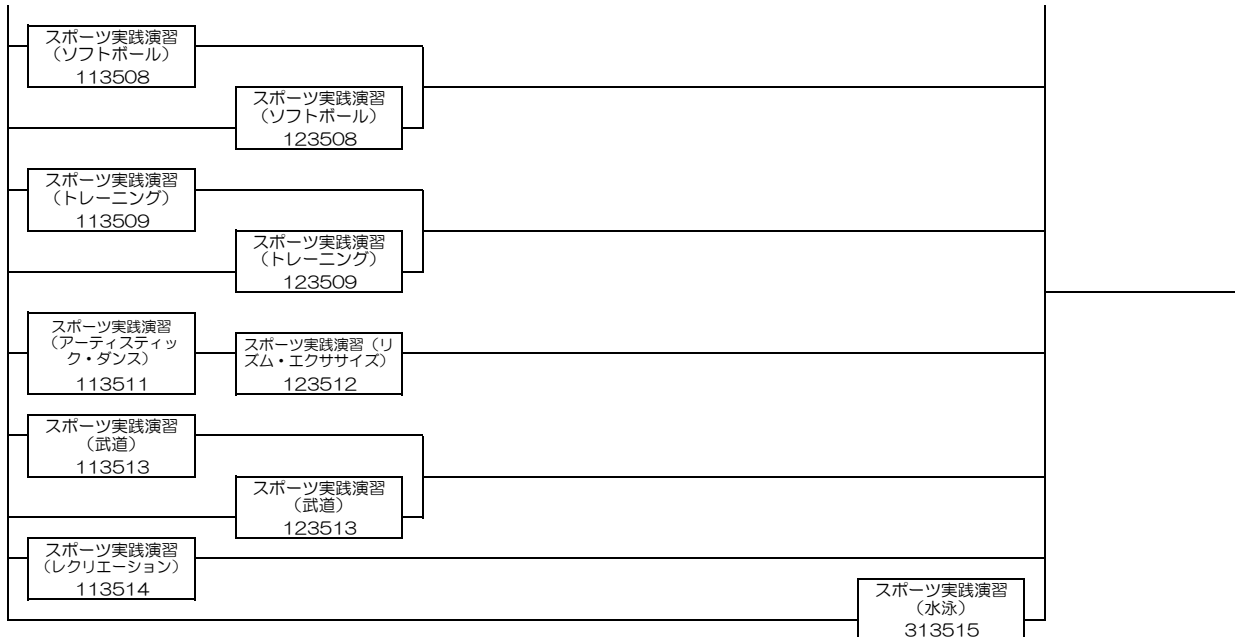 スポーツ実践演習
（ソフトボール）
113508
スポーツ実践演習
（ソフトボール）
123508
スポーツ実践演習
（トレーニング）
113509
スポーツ実践演習
（トレーニング）
123509
スポーツ実践演習
（アーティスティッ
ク・ダンス）
113511
スポーツ実践演習（リ
ズム・エクササイズ）
123512
スポーツ実践演習
（武道）
113513
スポーツ実践演習
（武道）
123513
スポーツ実践演習
（レクリエーション）
113514
スポーツ実践演習
（水泳）
313515